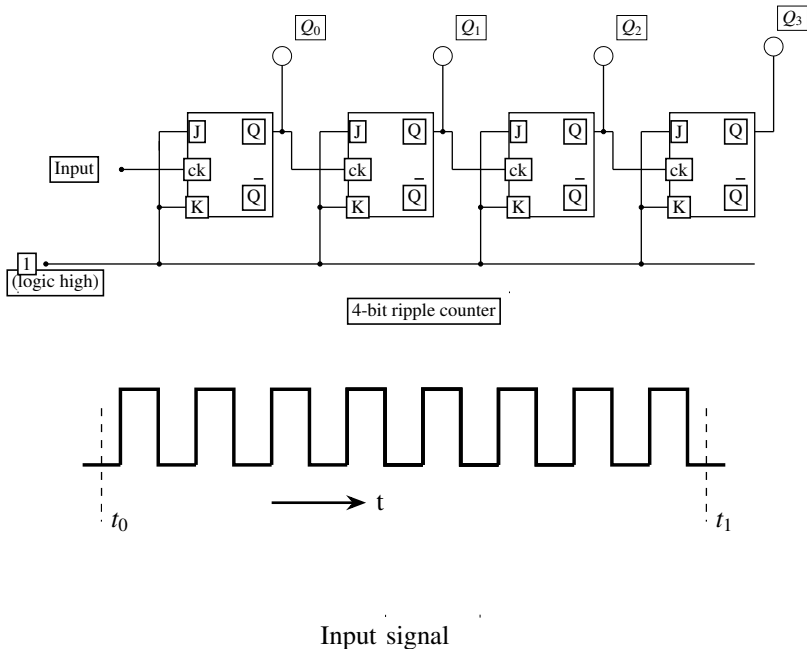 Q0 Q1 Q2 Q3
J Q J Q J Q J Q
Input ck ck ck ck
K Q̅ K Q̅ K Q̅ K Q̅
1
(logic high)
4-bit ripple counter
t
t0 t1
Input signal